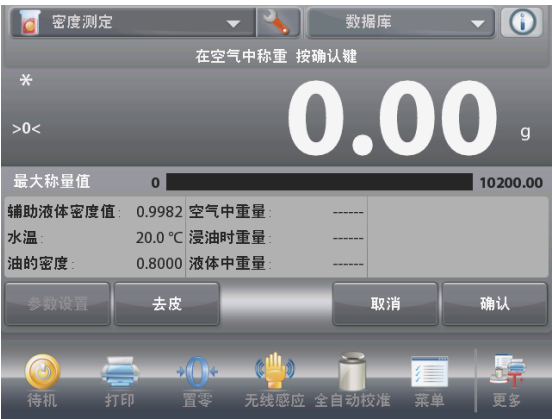 密度测定 数据库
在空气中称重 按确认键
*
>0< 0.00 g
最大称量值 0 10200.00
辅助液体密度值: 0.9982 空气中重量: ------
水温: 20.0 °C 浸油时重量: ------
油的密度: 0.8000 液体中重量: ------
参数设置 去皮 取消 确认
待机 打印 置零 无线感应 全自动校准 菜单 更多